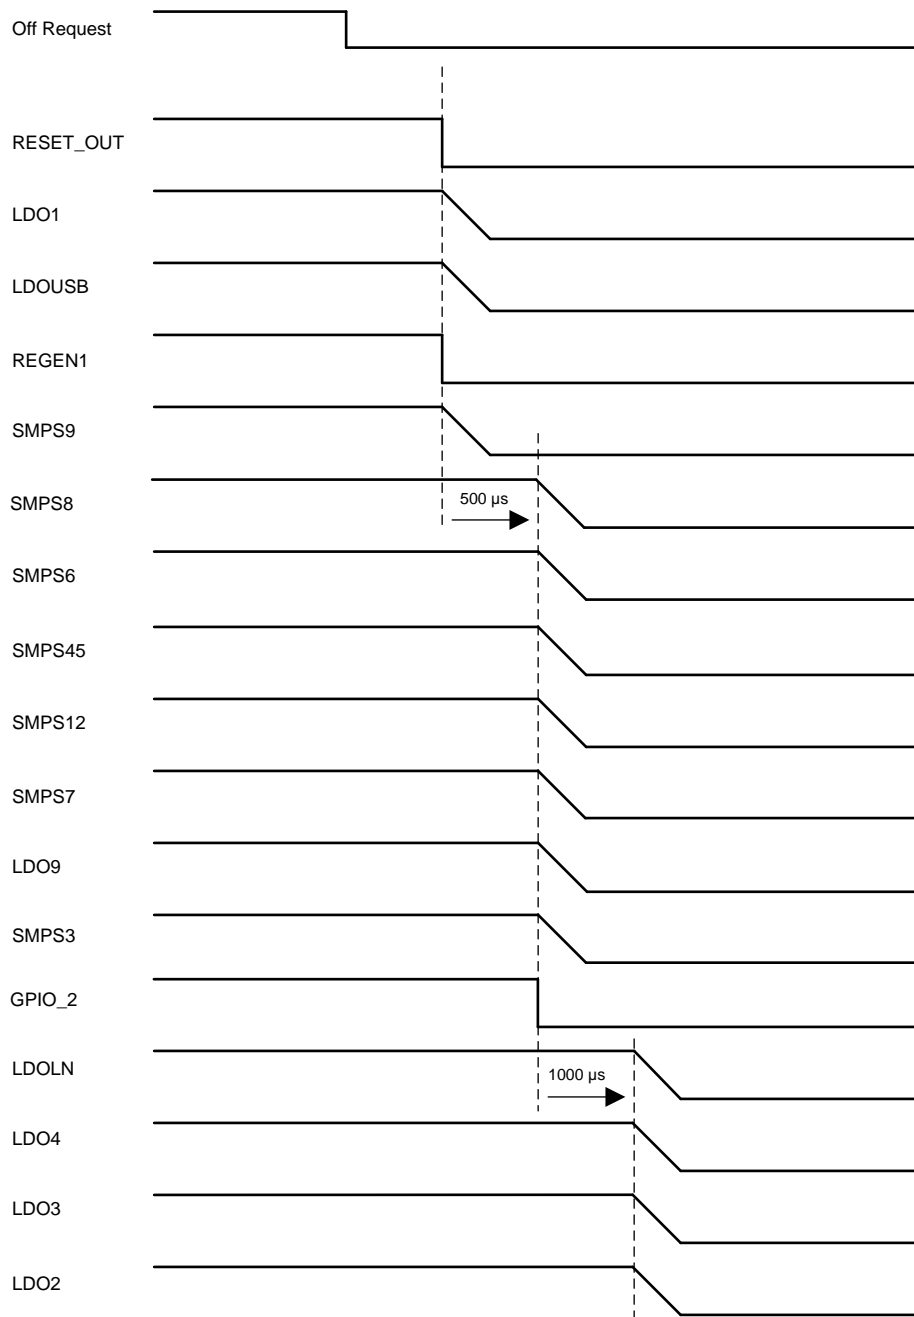 Off Request
RESET_OUT
LDO1
LDOUSB
REGEN1
SMPS9
SMPS8
500 µs
SMPS6
SMPS45
SMPS12
SMPS7
LDO9
SMPS3
GPIO_2
LDOLN
1000 µs
LDO4
LDO3
LDO2